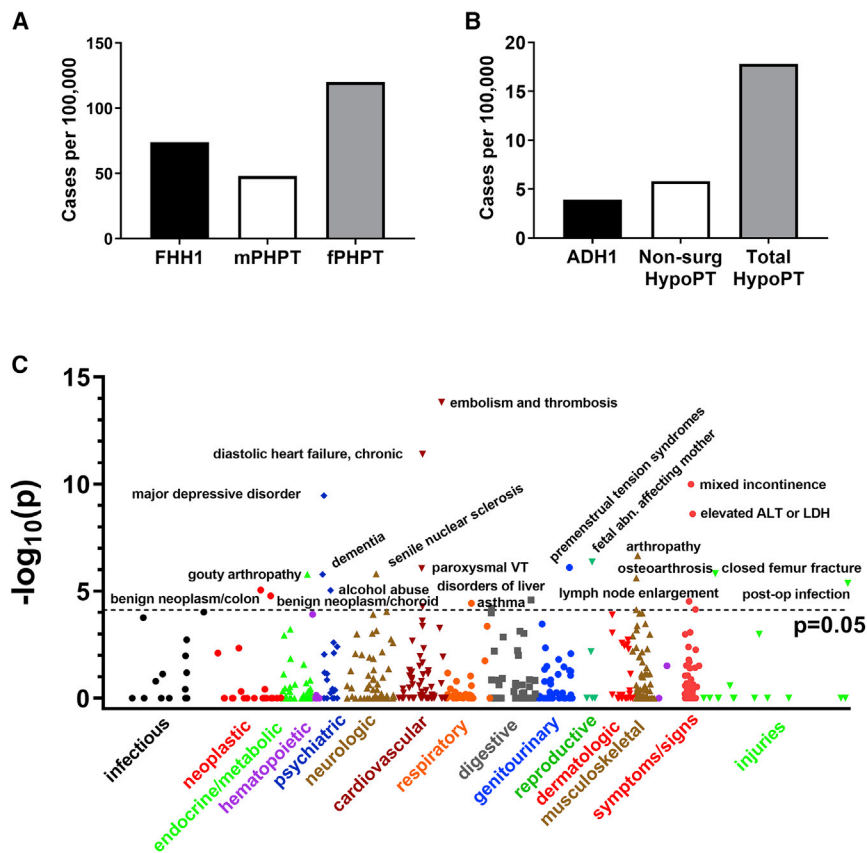 A
Cases per 100,000
150
100
50
0
FHH1
mPHPT
fPHPT
B
Cases per 100,000
20
15
10
5
0
ADH1
Non-surg
HypoPT
Total
HypoPT
C
-log10(p)
15
10
5
0
embolism and thrombosis
diastolic heart failure, chronic
major depressive disorder
dementia
senile nuclear sclerosis
premenstrual tension syndromes
fetal abn. affecting mother
mixed incontinence
elevated ALT or LDH
arthropathy
gouty arthropathy
alcohol abuse
paroxysmal VT
disorders of liver
osteoarthrosis
closed femur fracture
benign neoplasm/colon
benign neoplasm/choroid
asthma
lymph node enlargement
post-op infection
p=0.05
infectious
neoplastic
endocrine/metabolic
hematopoietic
psychiatric
neurologic
cardiovascular
respiratory
digestive
genitourinary
reproductive
dermatologic
musculoskeletal
symptoms/signs
injuries